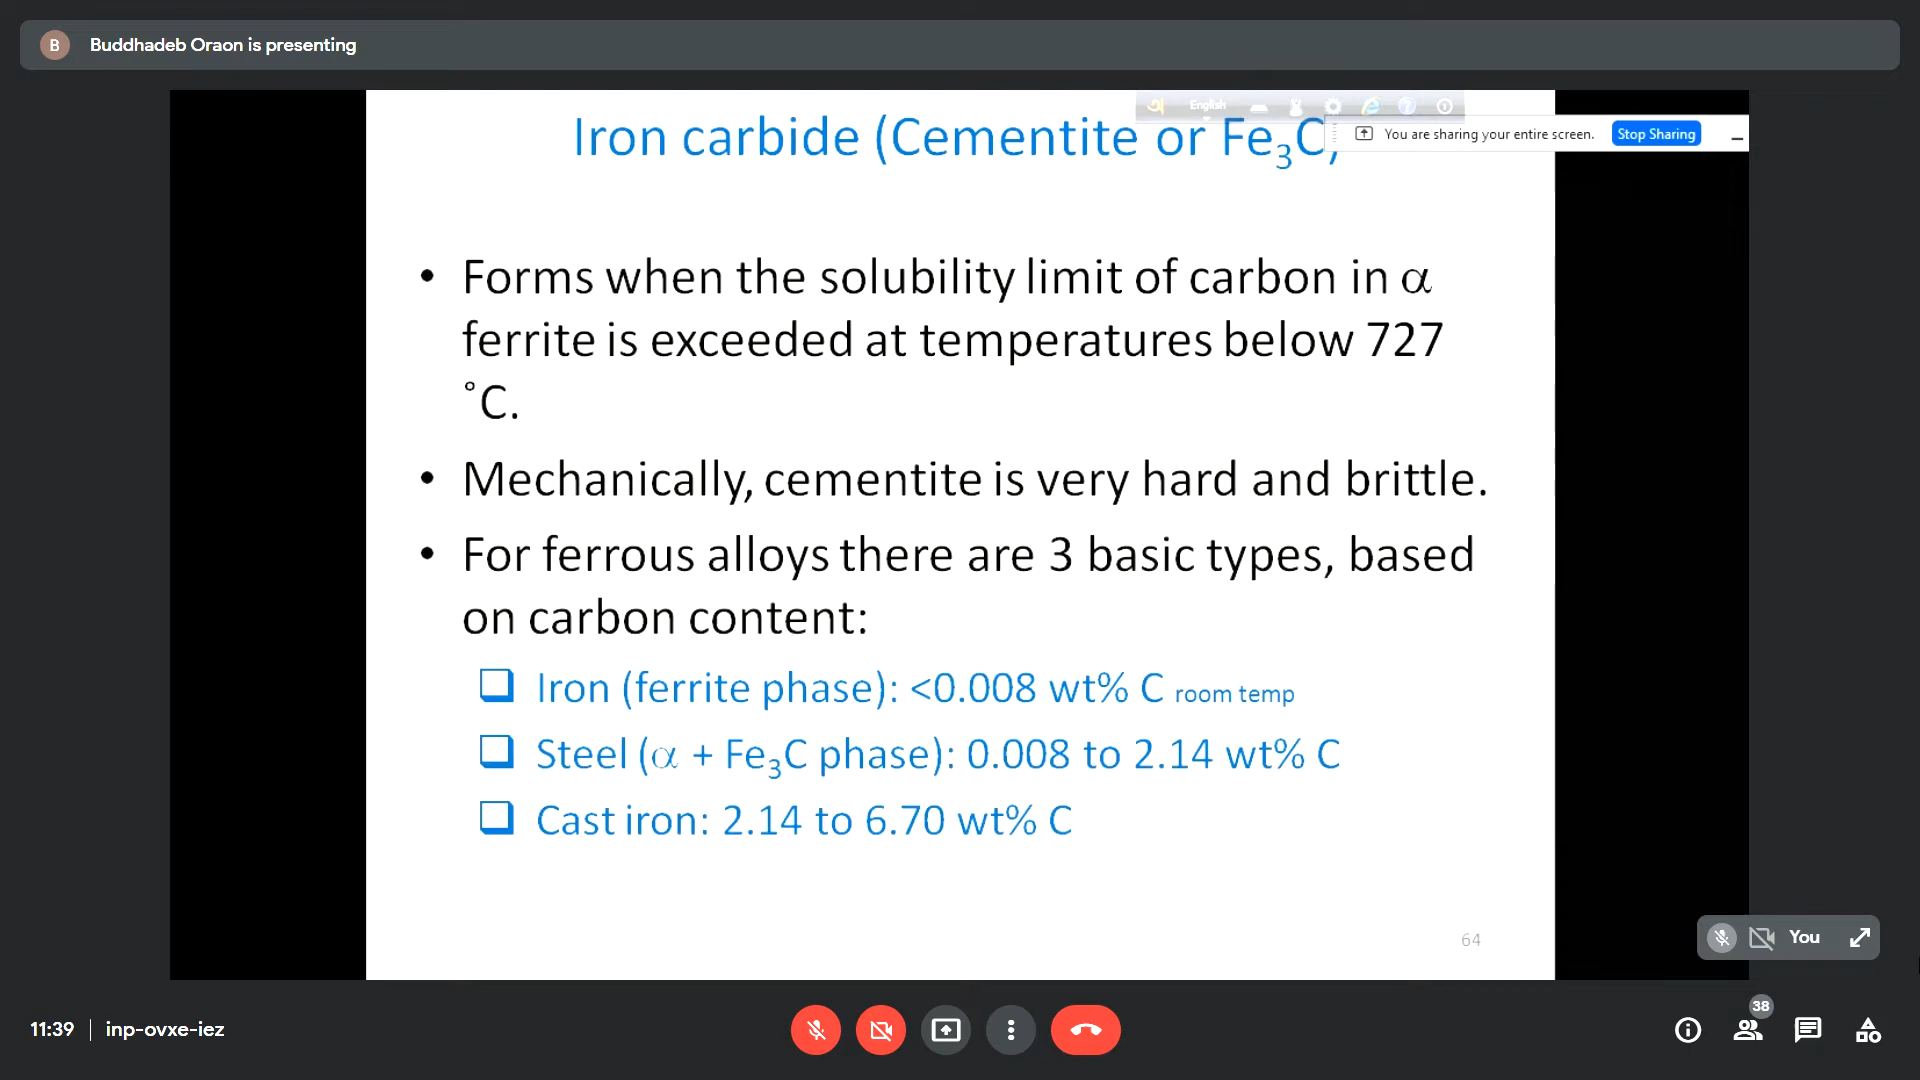 B Buddhadeb Oraon is presenting
English
You are sharing your entire screen. Stop Sharing
Iron carbide (Cementite or Fe₃C)
• Forms when the solubility limit of carbon in α
ferrite is exceeded at temperatures below 727
˚C.
• Mechanically, cementite is very hard and brittle.
• For ferrous alloys there are 3 basic types, based
on carbon content:
❑ Iron (ferrite phase): <0.008 wt% C room temp
❑ Steel (α + Fe₃C phase): 0.008 to 2.14 wt% C
❑ Cast iron: 2.14 to 6.70 wt% C
64
You
11:39 | inp-ovxe-iez
38